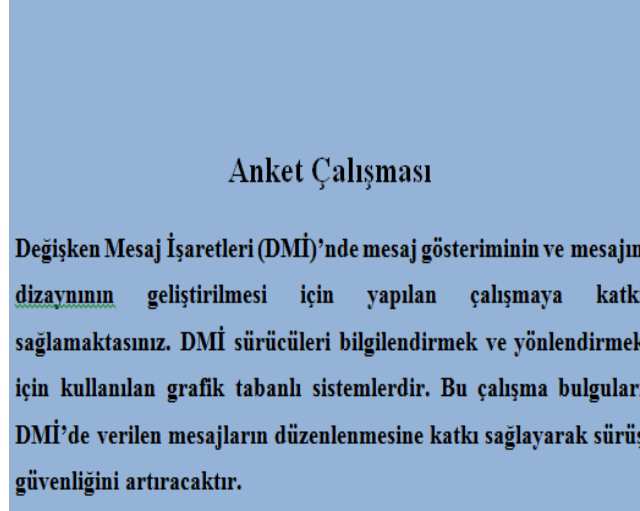 Anket Çalışması
Değişken Mesaj İşaretleri (DMİ)’nde mesaj gösteriminin ve mesajın
dizaynının geliştirilmesi için yapılan çalışmaya katkı
sağlamaktasınız. DMİ sürücüleri bilgilendirmek ve yönlendirmek
için kullanılan grafik tabanlı sistemlerdir. Bu çalışma bulguları
DMİ’de verilen mesajların düzenlenmesine katkı sağlayarak sürüş
güvenliğini artıracaktır.